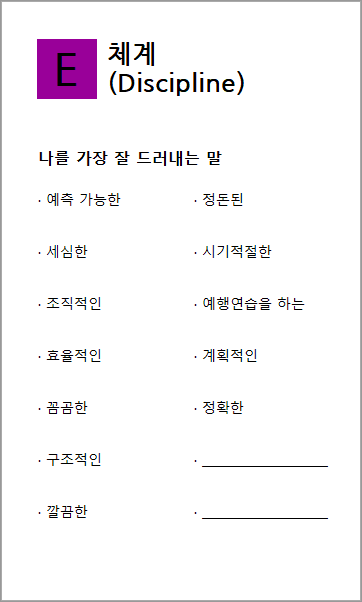 E
체계
(Discipline)
나를 가장 잘 드러내는 말
· 예측 가능한
· 정돈된
· 세심한
· 시기적절한
· 조직적인
· 예행연습을 하는
· 효율적인
· 계획적인
· 꼼꼼한
· 정확한
· 구조적인
· __________________
· 깔끔한
· __________________